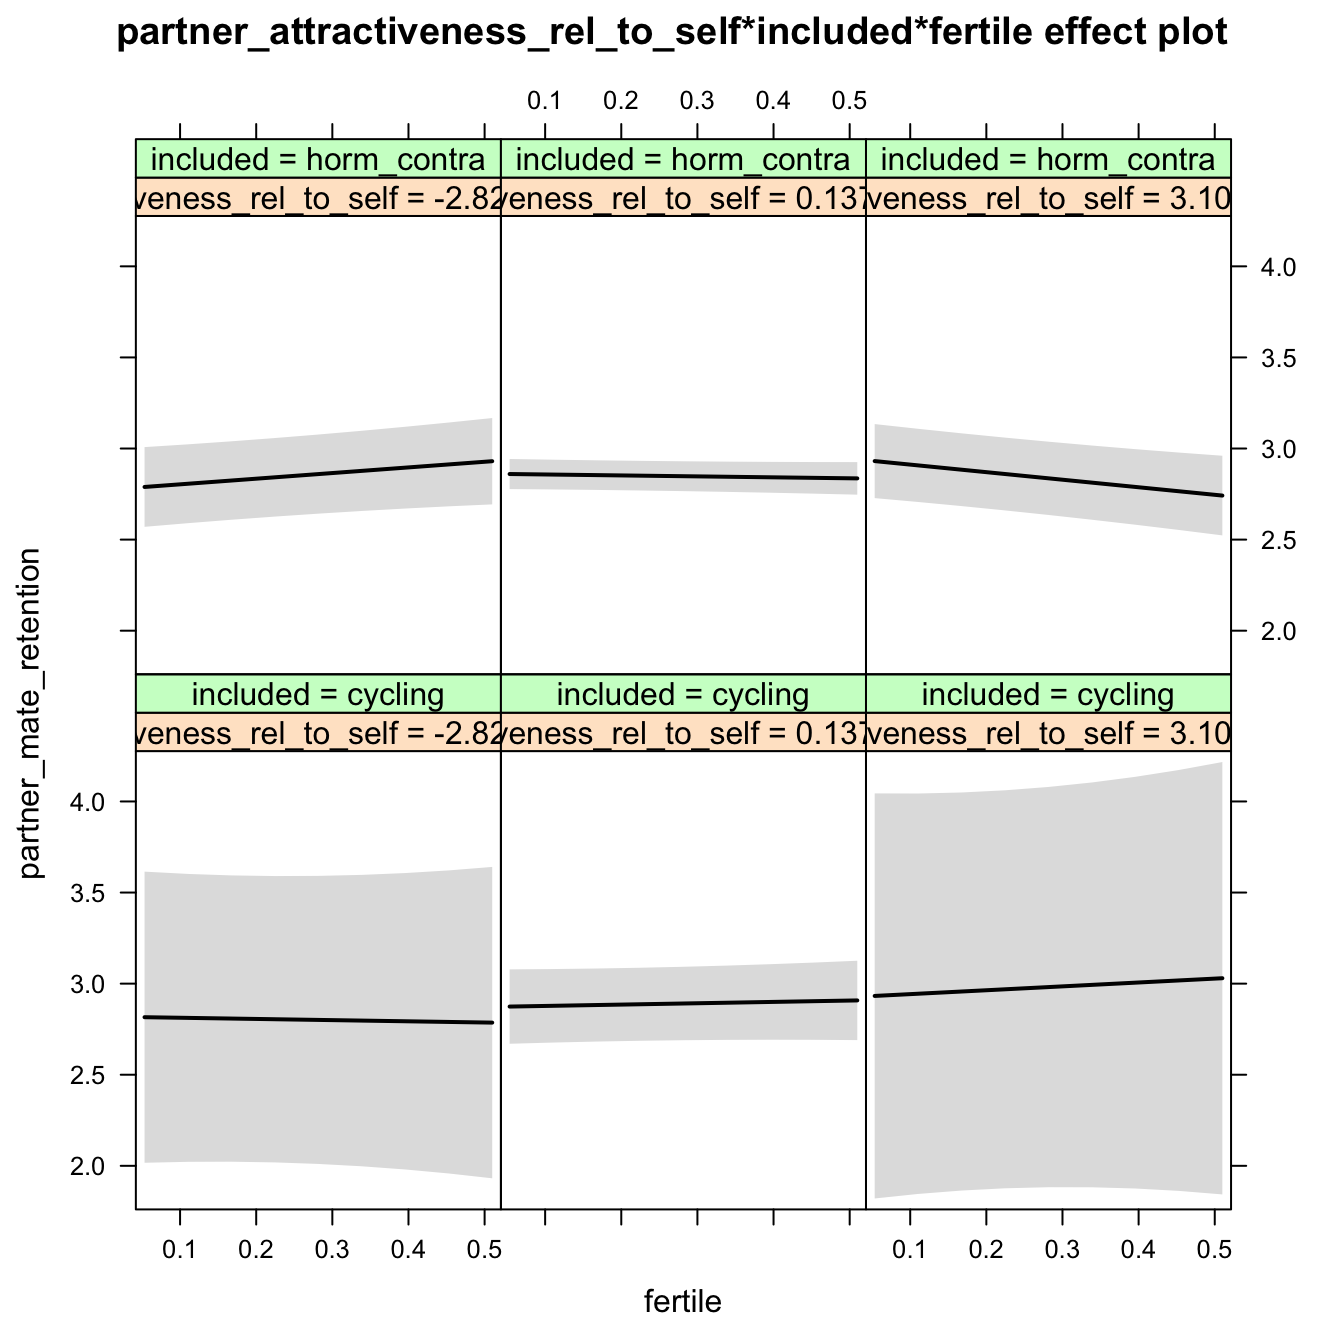 partner_attractiveness_rel_to_self*included*fertile effect plot
0.1 0.2 0.3 0.4 0.5
included = horm_contra included = horm_contra included = horm_contra
veness_rel_to_self = -2.82 veness_rel_to_self = 0.137 veness_rel_to_self = 3.10
4.0
3.5
3.0
2.5
2.0
partner_mate_retention
included = cycling included = cycling included = cycling
veness_rel_to_self = -2.82 veness_rel_to_self = 0.137 veness_rel_to_self = 3.10
4.0
3.5
3.0
2.5
2.0
0.1 0.2 0.3 0.4 0.5 0.1 0.2 0.3 0.4 0.5
fertile